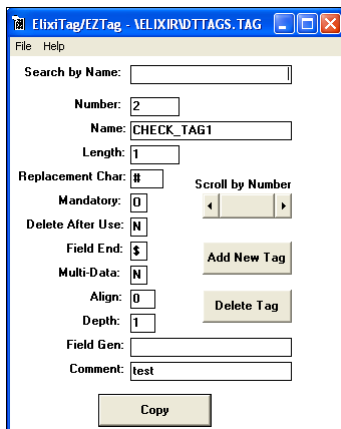 ElixiTag/EZTag - \ELIXIR\DTTAGS.TAG
File Help
Search by Name:
Number: 2
Name: CHECK_TAG1
Length: 1
Replacement Char: #
Scroll by Number
Mandatory: O
Delete After Use: N
Field End: $
Add New Tag
Multi-Data: N
Align: 0
Delete Tag
Depth: 1
Field Gen:
Comment: test
Copy